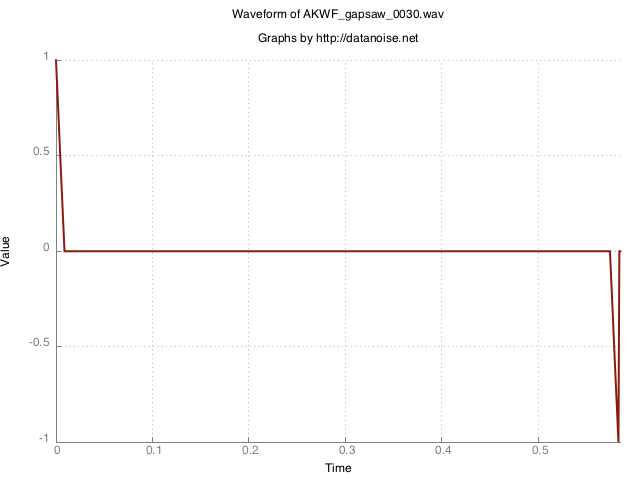 Waveform of AKWF_gapsaw_0030.wav
Graphs by http://datanoise.net
1
0.5
0
-0.5
-1
Value
0 0.1 0.2 0.3 0.4 0.5
Time